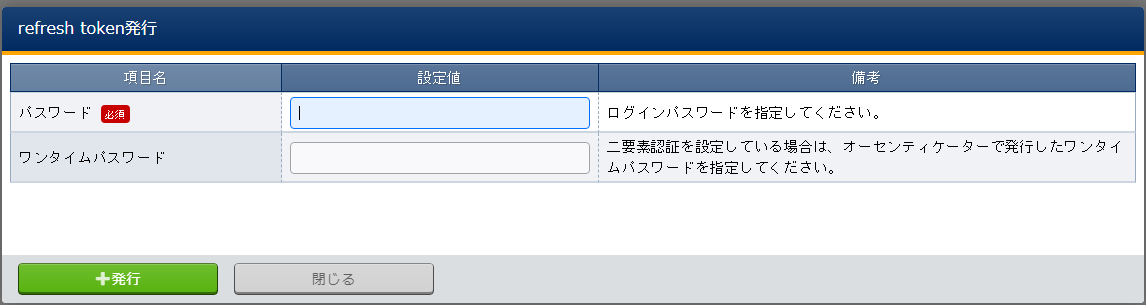 refresh token発行
項目名 設定値 備考
パスワード 必須 ログインパスワードを指定してください。
ワンタイムパスワード 二要素認証を設定している場合は、オーセンティケーターで発行したワンタイ
ムパスワードを指定してください。
発行 閉じる